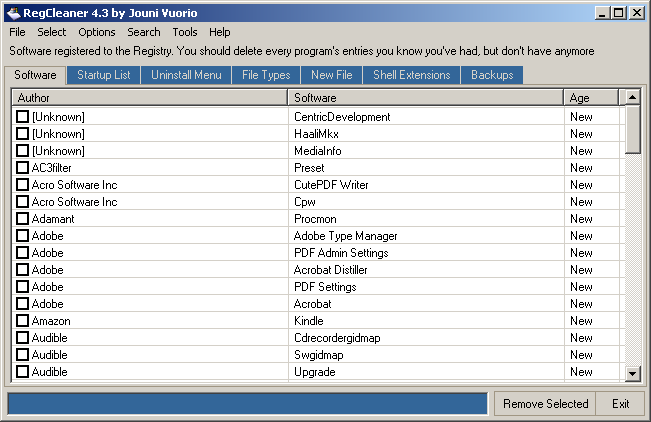 RegCleaner 4.3 by Jouni Vuorio
File Select Options Search Tools Help
Software registered to the Registry. You should delete every program's entries you know you've had, but don't have anymore
Software Startup List Uninstall Menu File Types New File Shell Extensions Backups
Author Software Age
[Unknown] CentricDevelopment New
[Unknown] HaaliMkx New
[Unknown] MediaInfo New
AC3filter Preset New
Acro Software Inc CutePDF Writer New
Acro Software Inc Cpw New
Adamant Procmon New
Adobe Adobe Type Manager New
Adobe PDF Admin Settings New
Adobe Acrobat Distiller New
Adobe PDF Settings New
Adobe Acrobat New
Amazon Kindle New
Audible Cdrecordergidmap New
Audible Swgidmap New
Audible Upgrade New
Remove Selected Exit